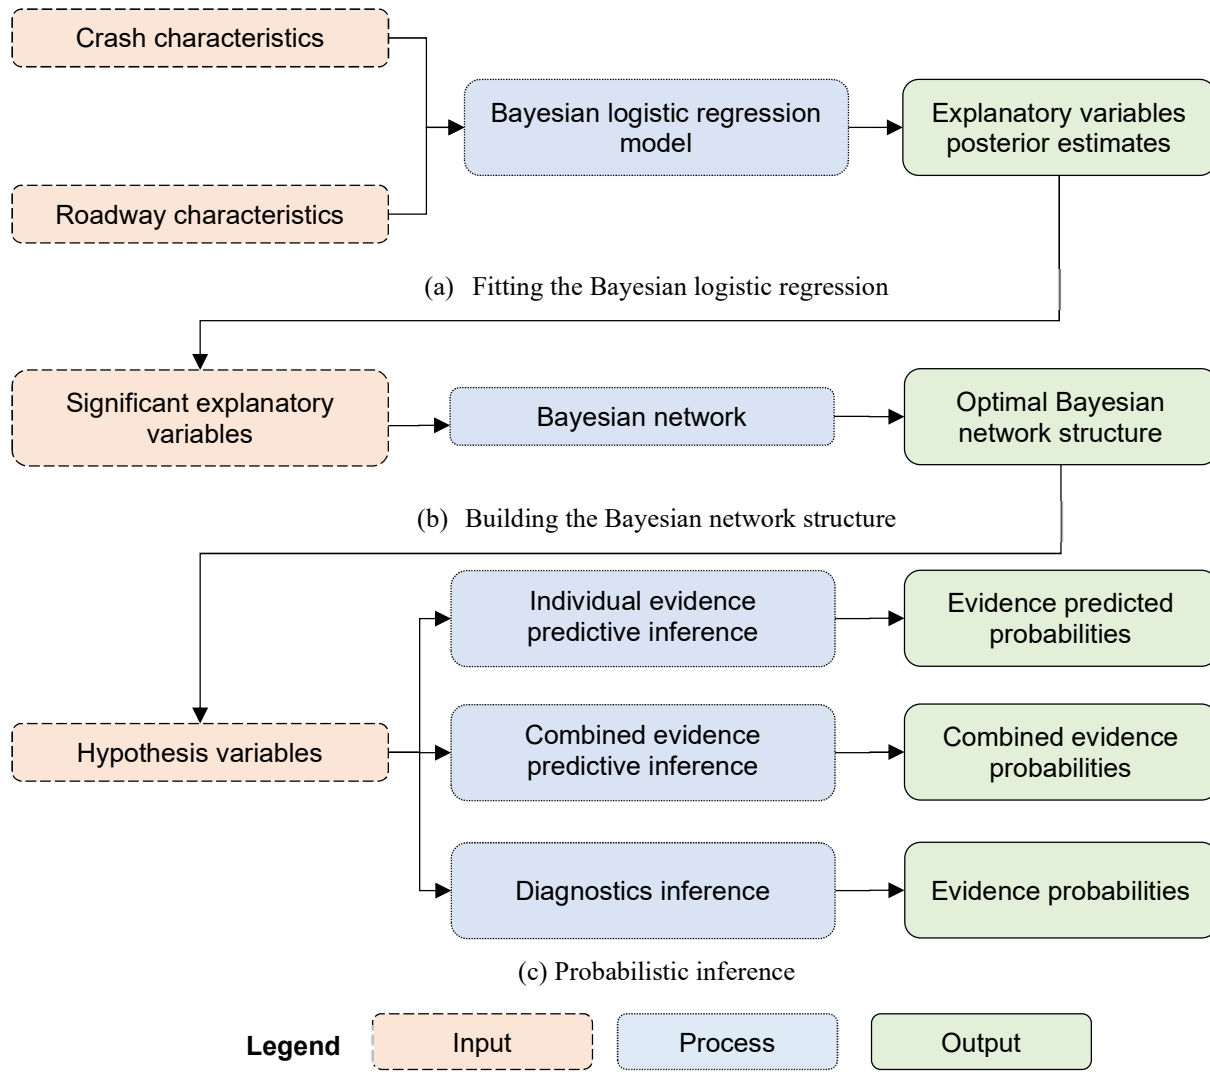 Crash characteristics
Bayesian logistic regression
model
Explanatory variables
posterior estimates
Roadway characteristics
(a) Fitting the Bayesian logistic regression
Significant explanatory
variables
Bayesian network
Optimal Bayesian
network structure
(b) Building the Bayesian network structure
Individual evidence
predictive inference
Evidence predicted
probabilities
Hypothesis variables
Combined evidence
predictive inference
Combined evidence
probabilities
Diagnostics inference
Evidence probabilities
(c) Probabilistic inference
Legend
Input
Process
Output